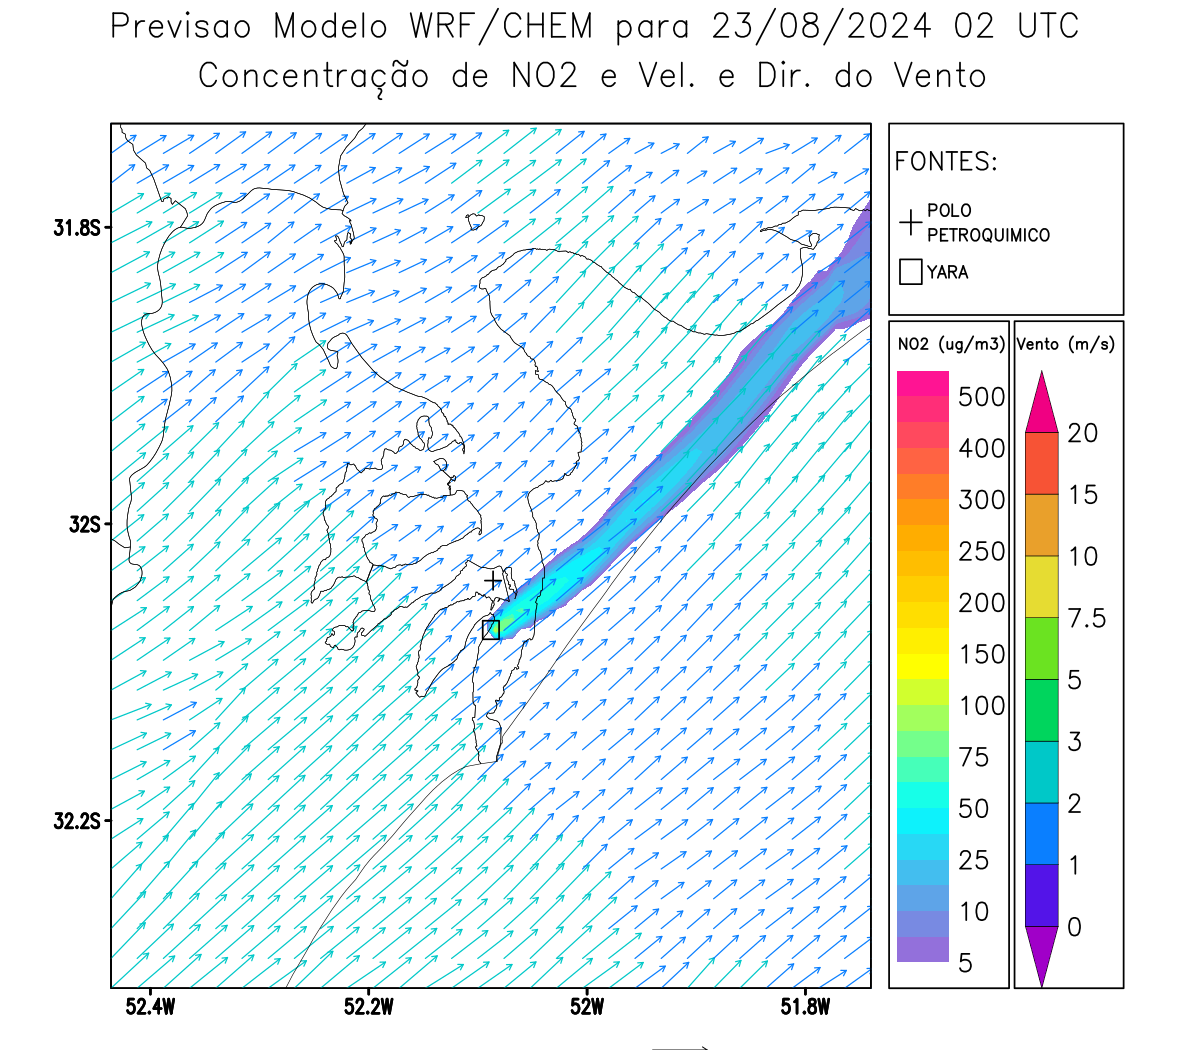 Previsao Modelo WRF/CHEM para 23/08/2024 02 UTC
Concentração de NO2 e Vel. e Dir. do Vento
FONTES:
POLO
PETROQUIMICO
YARA
NO2 (ug/m3)
500
400
300
250
200
150
100
75
50
25
10
5
Vento (m/s)
20
15
10
7.5
5
3
2
1
0
31.8S
32S
32.2S
52.4W
52.2W
52W
51.8W